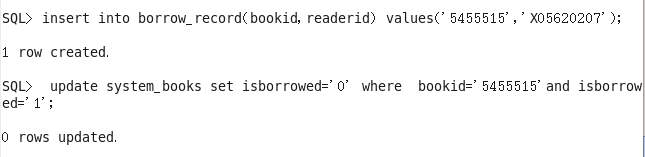 SQL> insert into borrow_record(bookid,readerid) values('5455515','X05620207');
1 row created.
SQL>  update system_books set isborrowed='0' where  bookid='5455515'and isborrow
ed='1';
0 rows updated.